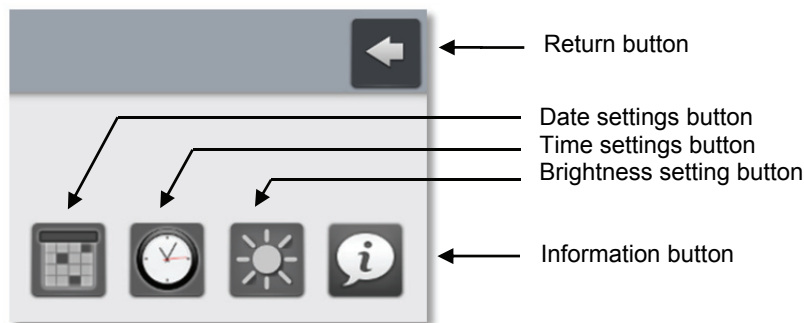 Return button
Date settings button
Time settings button
Brightness setting button
i
Information button